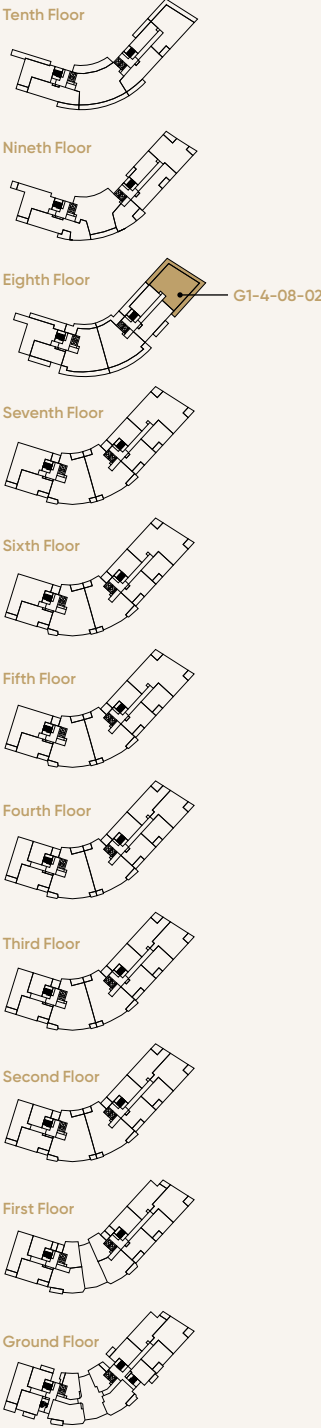 Tenth Floor
Nineth Floor
Eighth Floor
G1-4-08-02
Seventh Floor
Sixth Floor
Fifth Floor
Fourth Floor
Third Floor
Second Floor
First Floor
Ground Floor